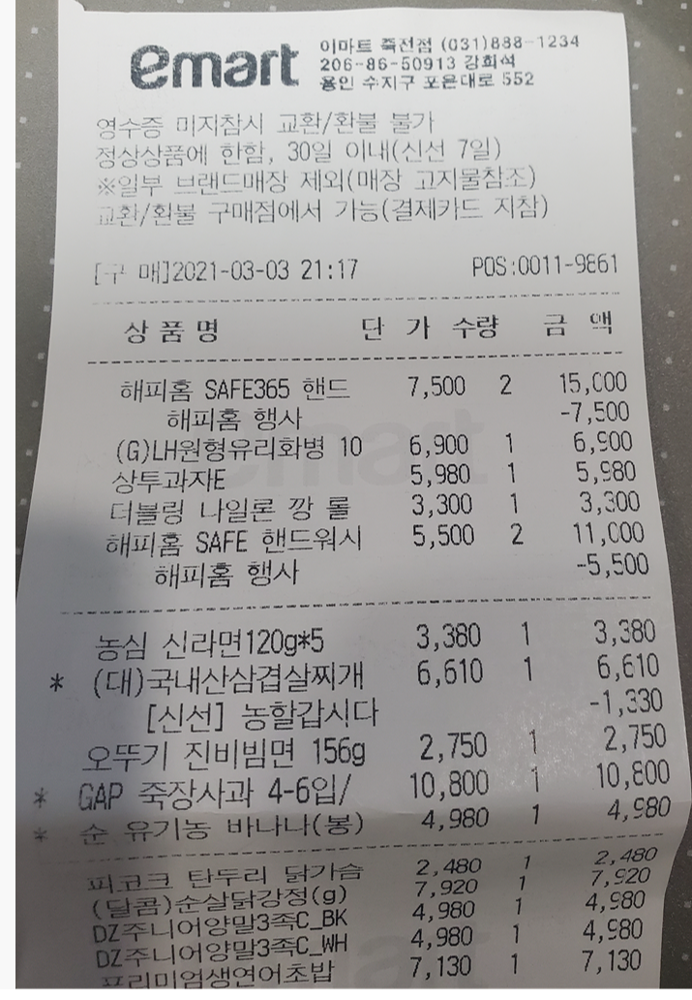 emart
이마트 죽전점 (031)888-1234
206-86-50913 강희석
용인 수지구 포은대로 552
영수증 미지참시 교환/환불 불가
정상상품에 한함, 30일 이내(신선 7일)
※일부 브랜드매장 제외(매장 고지물참조)
교환/환불 구매점에서 가능(결제카드 지참)
[구 매]2021-03-03 21:17 POS:0011-9861
상품명 단 가 수량 금 액
해피홈 SAFE365 핸드 7,500 2 15,000
해피홈 행사 -7,500
(G)LH원형유리화병 10 6,900 1 6,900
상투과자E 5,980 1 5,980
더블링 나일론 깡 롤 3,300 1 3,300
해피홈 SAFE 핸드워시 5,500 2 11,000
해피홈 행사 -5,500
농심 신라면120g*5 3,380 1 3,380
* (대)국내산삼겹살찌개 6,610 1 6,610
[신선] 농할갑시다 -1,330
오뚜기 진비빔면 156g 2,750 1 2,750
* GAP 죽장사과 4-6입/ 10,800 1 10,800
* 순 유기농 바나나(봉) 4,980 1 4,980
피코크 탄두리 닭가슴 2,480 1 2,480
(달콤)순살닭강정(g) 7,920 1 7,920
DZ주니어양말3족C_BK 4,980 1 4,980
DZ주니어양말3족C_WH 4,980 1 4,980
프리미엄생연어초밥 7,130 1 7,130